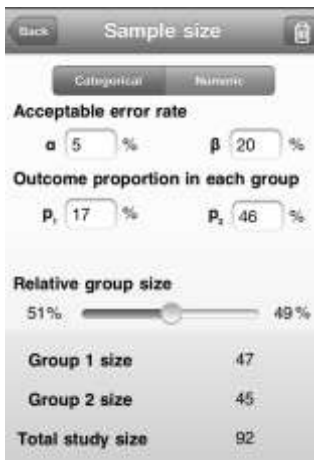 Back Sample size
Categorical Numeric
Acceptable error rate
α 5 % β 20 %
Outcome proportion in each group
P₁ 17 % P₂ 46 %
Relative group size
51% 49%
Group 1 size 47
Group 2 size 45
Total study size 92